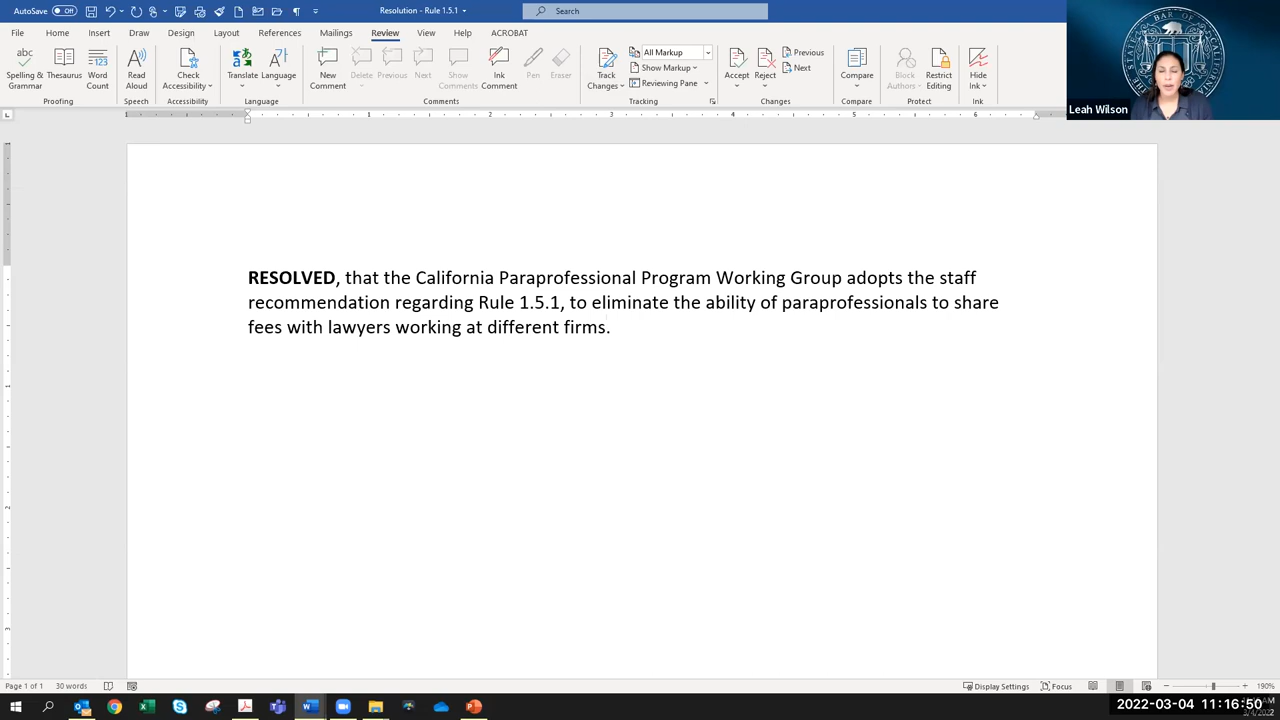 AutoSave Off Resolution - Rule 1.5.1 Search
File Home Insert Draw Design Layout References Mailings Review View Help ACROBAT
abc 123
Spelling & Grammar Thesaurus Word Count Read Aloud Check Accessibility Translate Language New Comment Delete Previous Next Show Comments Ink Comment Pen Eraser Track Changes All Markup Show Markup Reviewing Pane Accept Reject Previous Next Compare Block Authors Restrict Editing Hide Ink
Proofing Speech Accessibility Language Comments Tracking Changes Compare Protect Ink
Leah Wilson
RESOLVED, that the California Paraprofessional Program Working Group adopts the staff
recommendation regarding Rule 1.5.1, to eliminate the ability of paraprofessionals to share
fees with lawyers working at different firms.
Page 1 of 1 30 words Display Settings Focus 190%
2022-03-04 11:16:50